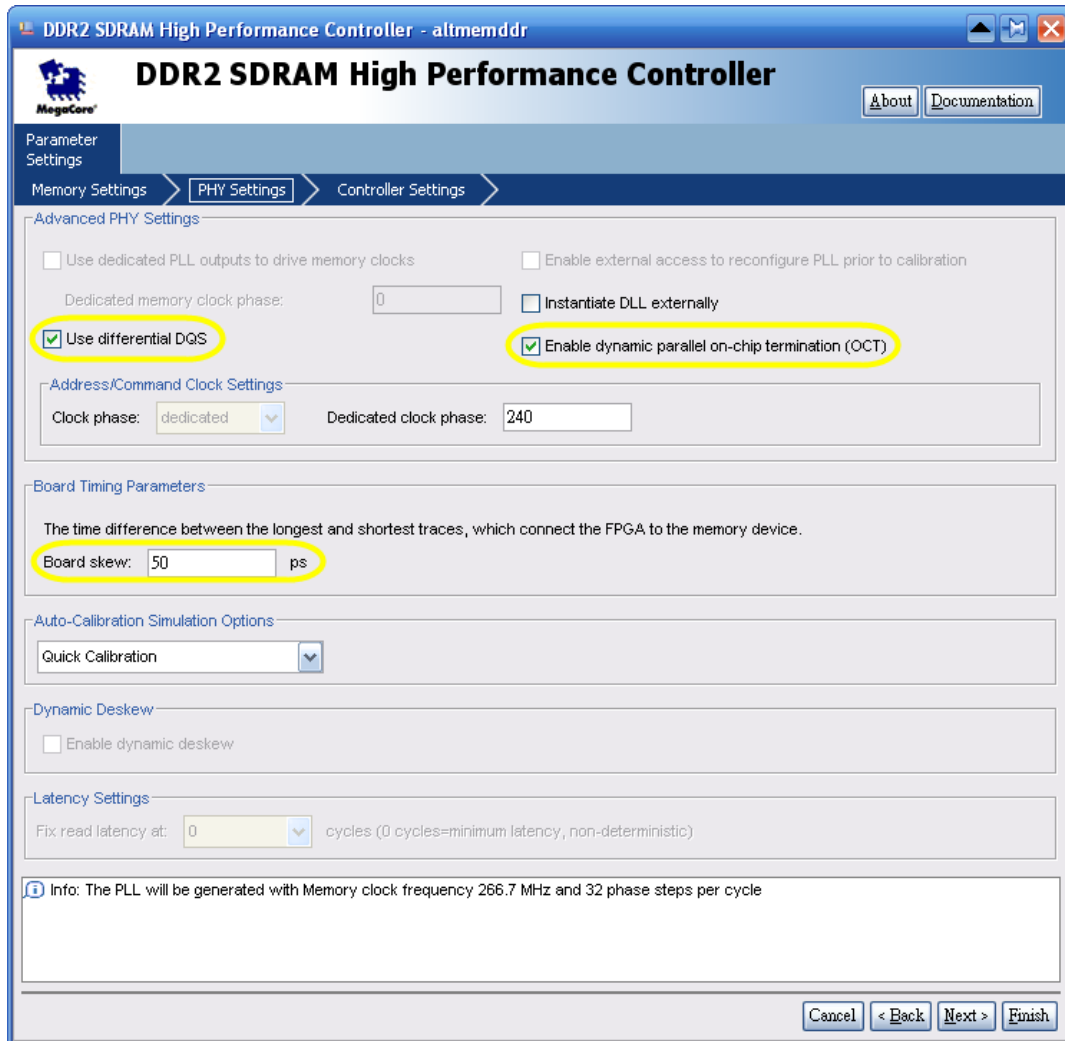 DDR2 SDRAM High Performance Controller - altmemddr
MegaCore®
DDR2 SDRAM High Performance Controller
About
Documentation
Parameter
Settings
Memory Settings
PHY Settings
Controller Settings
Advanced PHY Settings
Use dedicated PLL outputs to drive memory clocks
Enable external access to reconfigure PLL prior to calibration
Dedicated memory clock phase: 0
Instantiate DLL externally
Use differential DQS
Enable dynamic parallel on-chip termination (OCT)
Address/Command Clock Settings
Clock phase: dedicated
Dedicated clock phase: 240
Board Timing Parameters
The time difference between the longest and shortest traces, which connect the FPGA to the memory device.
Board skew: 50 ps
Auto-Calibration Simulation Options
Quick Calibration
Dynamic Deskew
Enable dynamic deskew
Latency Settings
Fix read latency at: 0 cycles (0 cycles=minimum latency, non-deterministic)
Info: The PLL will be generated with Memory clock frequency 266.7 MHz and 32 phase steps per cycle
Cancel
< Back
Next >
Finish